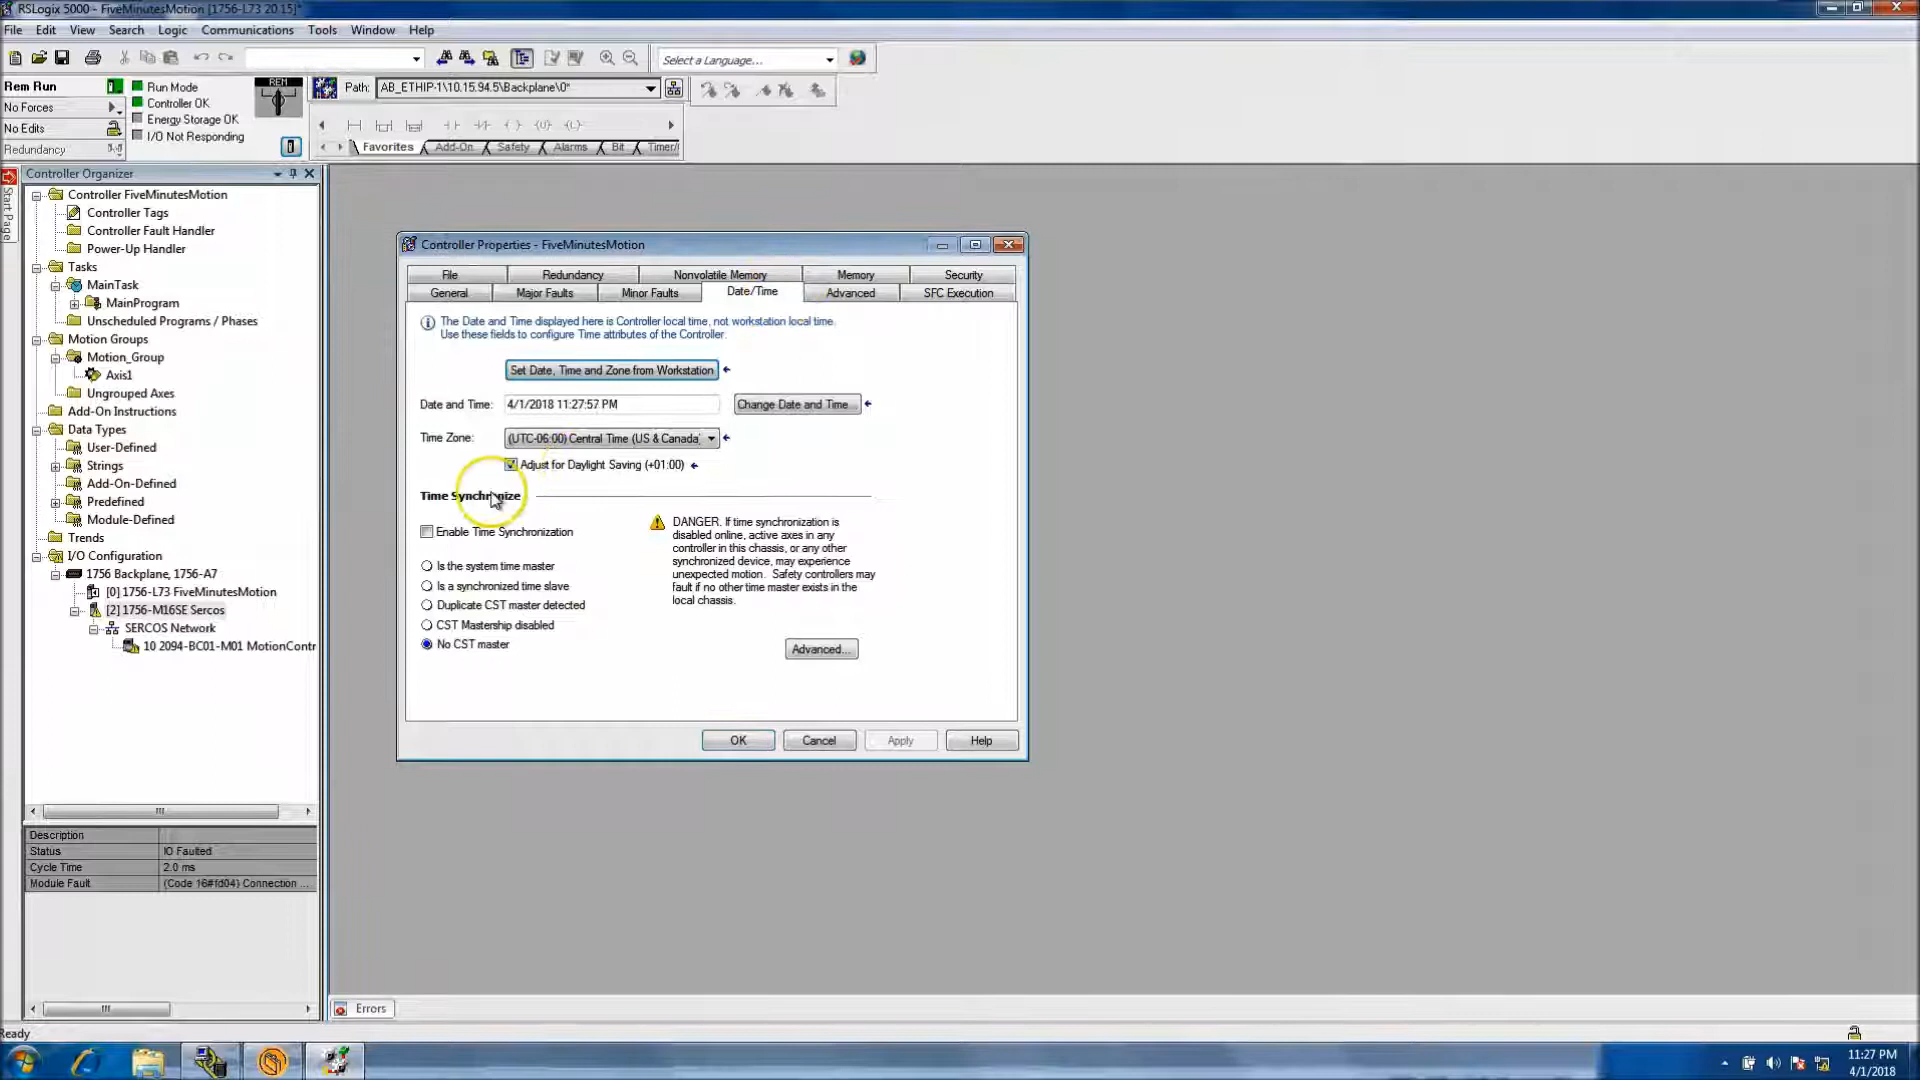 RSLogix 5000 - FiveMinutesMotion [1756-L73 20.15]*
File Edit View Search Logic Communications Tools Window Help
Select a Language...
Rem Run
Run Mode
REM
Path: AB_ETHIP-1\10.15.94.5\Backplane\0*
No Forces
Controller OK
Energy Storage OK
No Edits
I/O Not Responding
Redundancy
Favorites Add-On Safety Alarms Bit Timer/
Start Page
Controller Organizer
Controller FiveMinutesMotion
Controller Tags
Controller Fault Handler
Power-Up Handler
Tasks
MainTask
MainProgram
Unscheduled Programs / Phases
Motion Groups
Motion_Group
Axis1
Ungrouped Axes
Add-On Instructions
Data Types
User-Defined
Strings
Add-On-Defined
Predefined
Module-Defined
Trends
I/O Configuration
1756 Backplane, 1756-A7
[0] 1756-L73 FiveMinutesMotion
[2] 1756-M16SE Sercos
SERCOS Network
10 2094-BC01-M01 MotionContr
Description
Status IO Faulted
Cycle Time 2.0 ms
Module Fault (Code 16#fd04) Connection ...
Controller Properties - FiveMinutesMotion
File Redundancy Nonvolatile Memory Memory Security
General Major Faults Minor Faults Date/Time Advanced SFC Execution
The Date and Time displayed here is Controller local time, not workstation local time.
Use these fields to configure Time attributes of the Controller.
Set Date, Time and Zone from Workstation
Date and Time: 4/1/2018 11:27:57 PM Change Date and Time...
Time Zone: (UTC-06:00) Central Time (US & Canada)
Adjust for Daylight Saving (+01:00)
Time Synchronize
Enable Time Synchronization
Is the system time master
Is a synchronized time slave
Duplicate CST master detected
CST Mastership disabled
No CST master
DANGER. If time synchronization is
disabled online, active axes in any
controller in this chassis, or any other
synchronized device, may experience
unexpected motion. Safety controllers may
fault if no other time master exists in the
local chassis.
Advanced...
OK Cancel Apply Help
Errors
Ready
11:27 PM
4/1/2018